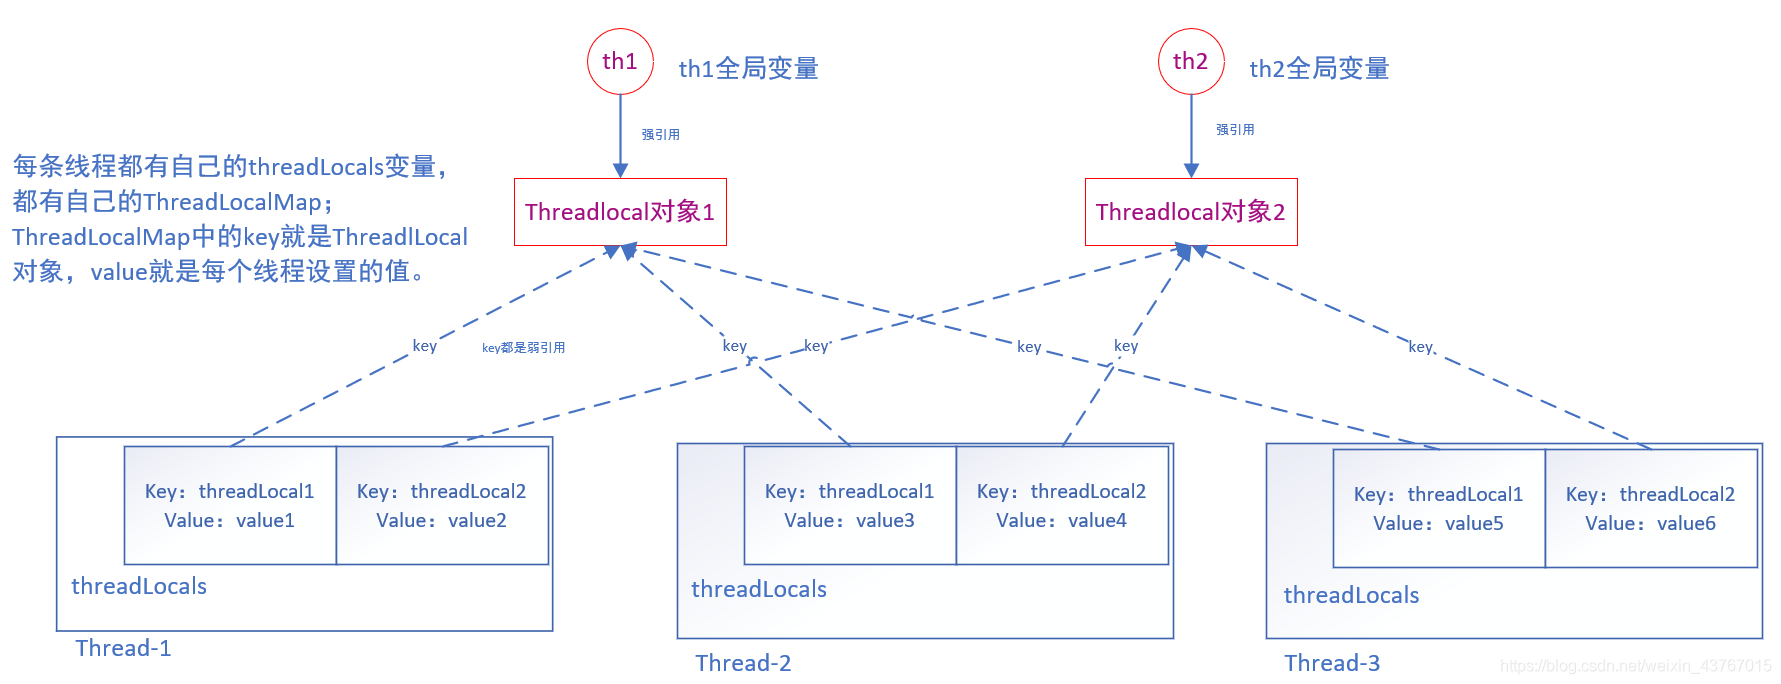 th1
th1全局变量
th2
th2全局变量
强引用
强引用
每条线程都有自己的threadLocals变量，
都有自己的ThreadLocalMap；
ThreadLocalMap中的key就是ThreadlLocal
对象，value就是每个线程设置的值。
Threadlocal对象1
Threadlocal对象2
key
key都是弱引用
key
key
key
key
key
Key：threadLocal1
Value：value1
Key：threadLocal2
Value：value2
threadLocals
Thread-1
Key：threadLocal1
Value：value3
Key：threadLocal2
Value：value4
threadLocals
Thread-2
Key：threadLocal1
Value：value5
Key：threadLocal2
Value：value6
threadLocals
Thread-3
https://blog.csdn.net/weixin_43767015